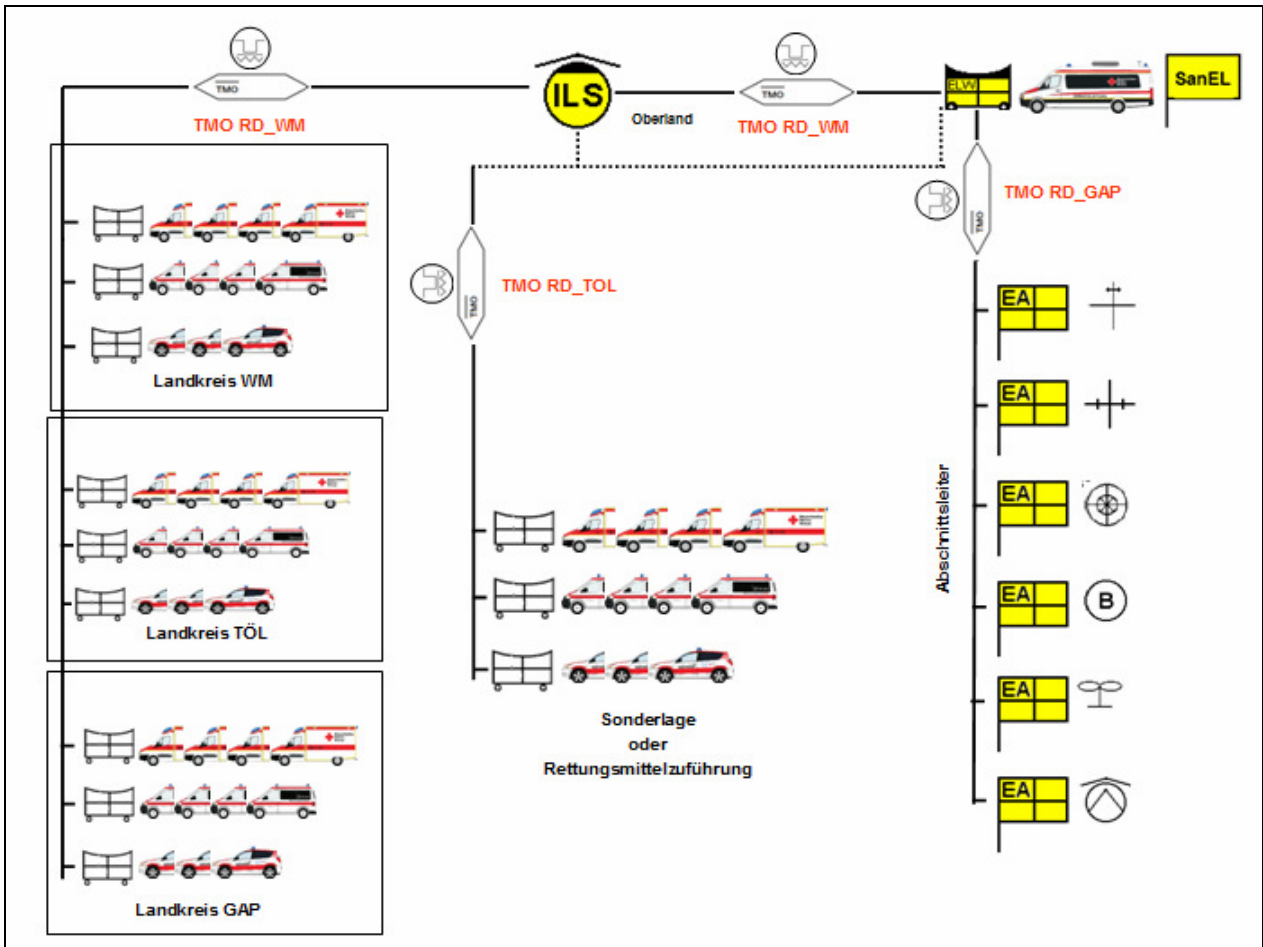 TMO
TMO RD_WM
ILS
Oberland
TMO
TMO RD_WM
ELW
SanEL
TMO
TMO RD_GAP
TMO
TMO RD_TOL
Landkreis WM
Landkreis TÖL
Landkreis GAP
Sonderlage
oder
Rettungsmittelzuführung
Abschnittsleiter
EA
EA
EA
EA
B
EA
EA